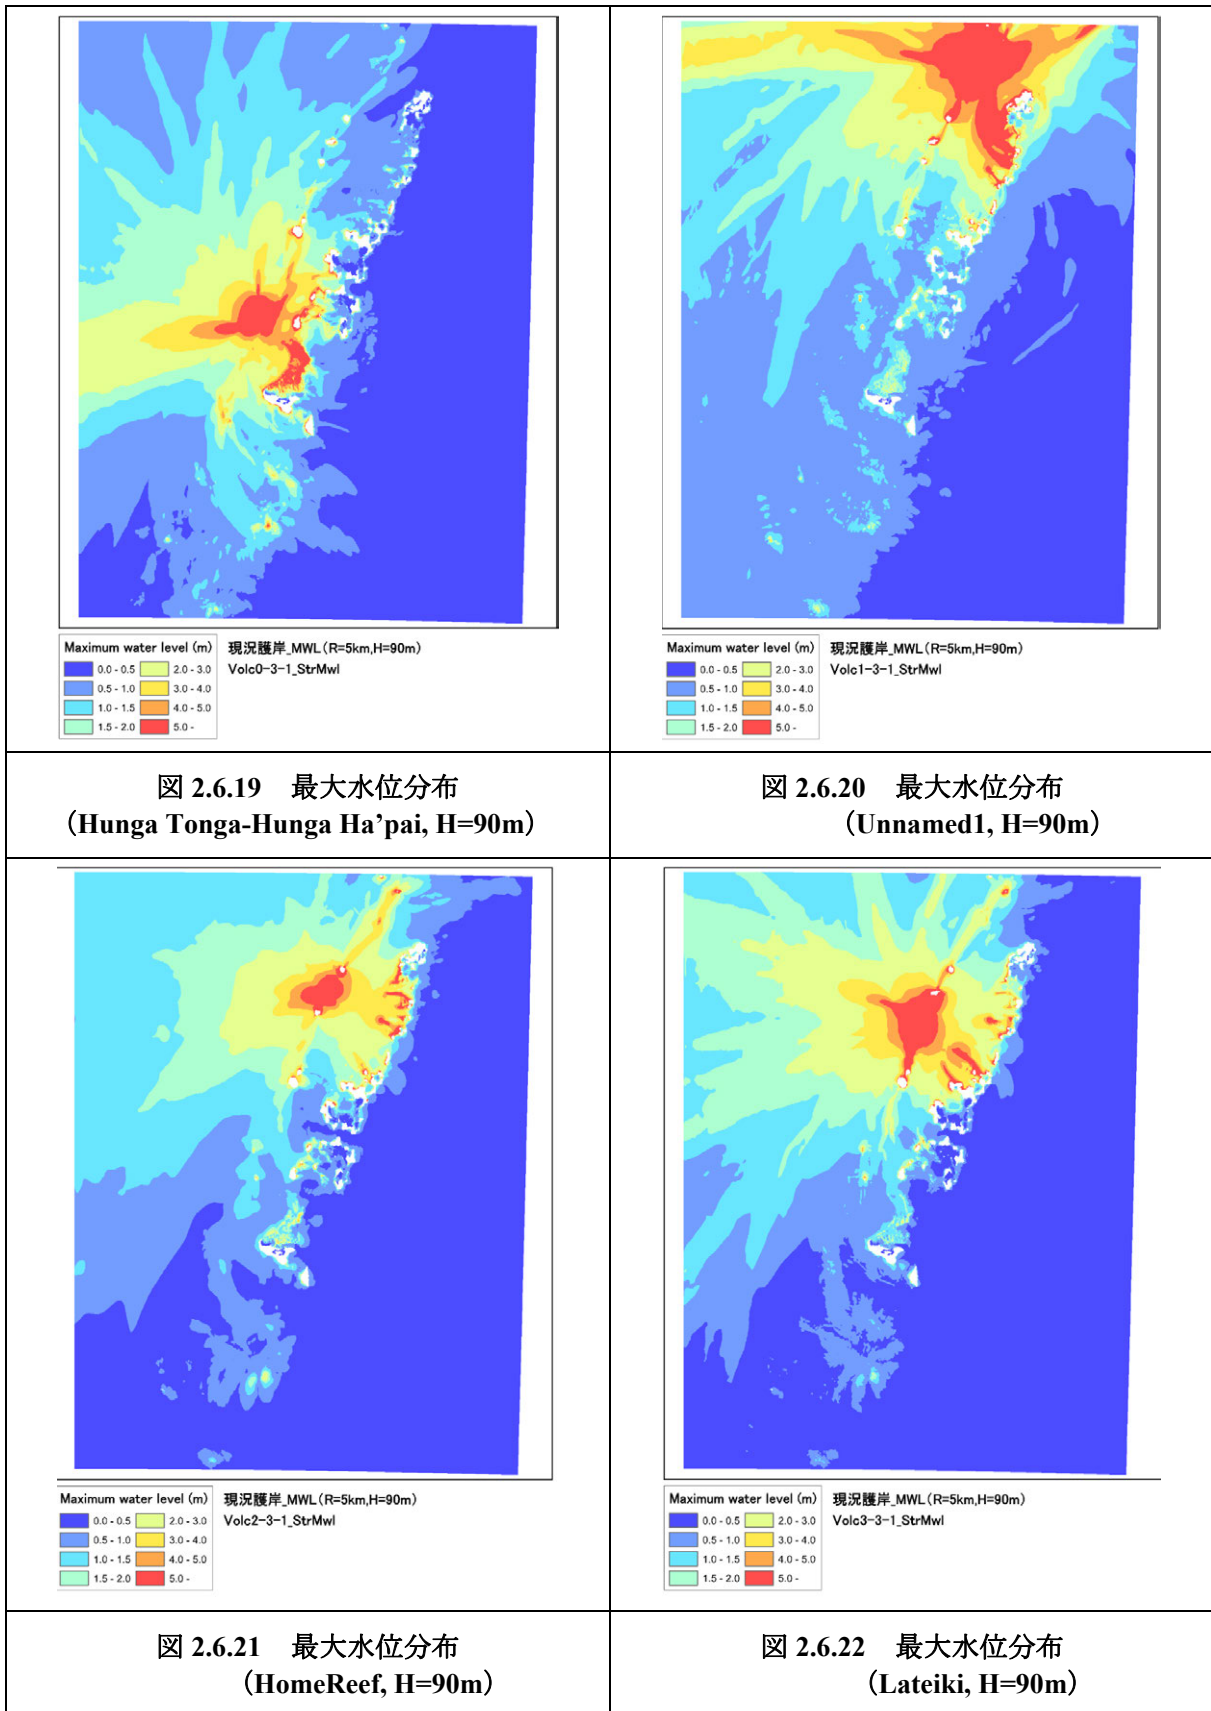 Maximum water level (m)
0.0 - 0.5 2.0 - 3.0
0.5 - 1.0 3.0 - 4.0
1.0 - 1.5 4.0 - 5.0
1.5 - 2.0 5.0 -
現況護岸_MWL(R=5km,H=90m)
Volc0-3-1_StrMwl
Maximum water level (m)
0.0 - 0.5 2.0 - 3.0
0.5 - 1.0 3.0 - 4.0
1.0 - 1.5 4.0 - 5.0
1.5 - 2.0 5.0 -
現況護岸_MWL(R=5km,H=90m)
Volc1-3-1_StrMwl
図 2.6.19 最大水位分布
（Hunga Tonga-Hunga Ha’pai, H=90m）
図 2.6.20 最大水位分布
（Unnamed1, H=90m）
Maximum water level (m)
0.0 - 0.5 2.0 - 3.0
0.5 - 1.0 3.0 - 4.0
1.0 - 1.5 4.0 - 5.0
1.5 - 2.0 5.0 -
現況護岸_MWL(R=5km,H=90m)
Volc2-3-1_StrMwl
Maximum water level (m)
0.0 - 0.5 2.0 - 3.0
0.5 - 1.0 3.0 - 4.0
1.0 - 1.5 4.0 - 5.0
1.5 - 2.0 5.0 -
現況護岸_MWL(R=5km,H=90m)
Volc3-3-1_StrMwl
図 2.6.21 最大水位分布
（HomeReef, H=90m）
図 2.6.22 最大水位分布
（Lateiki, H=90m）